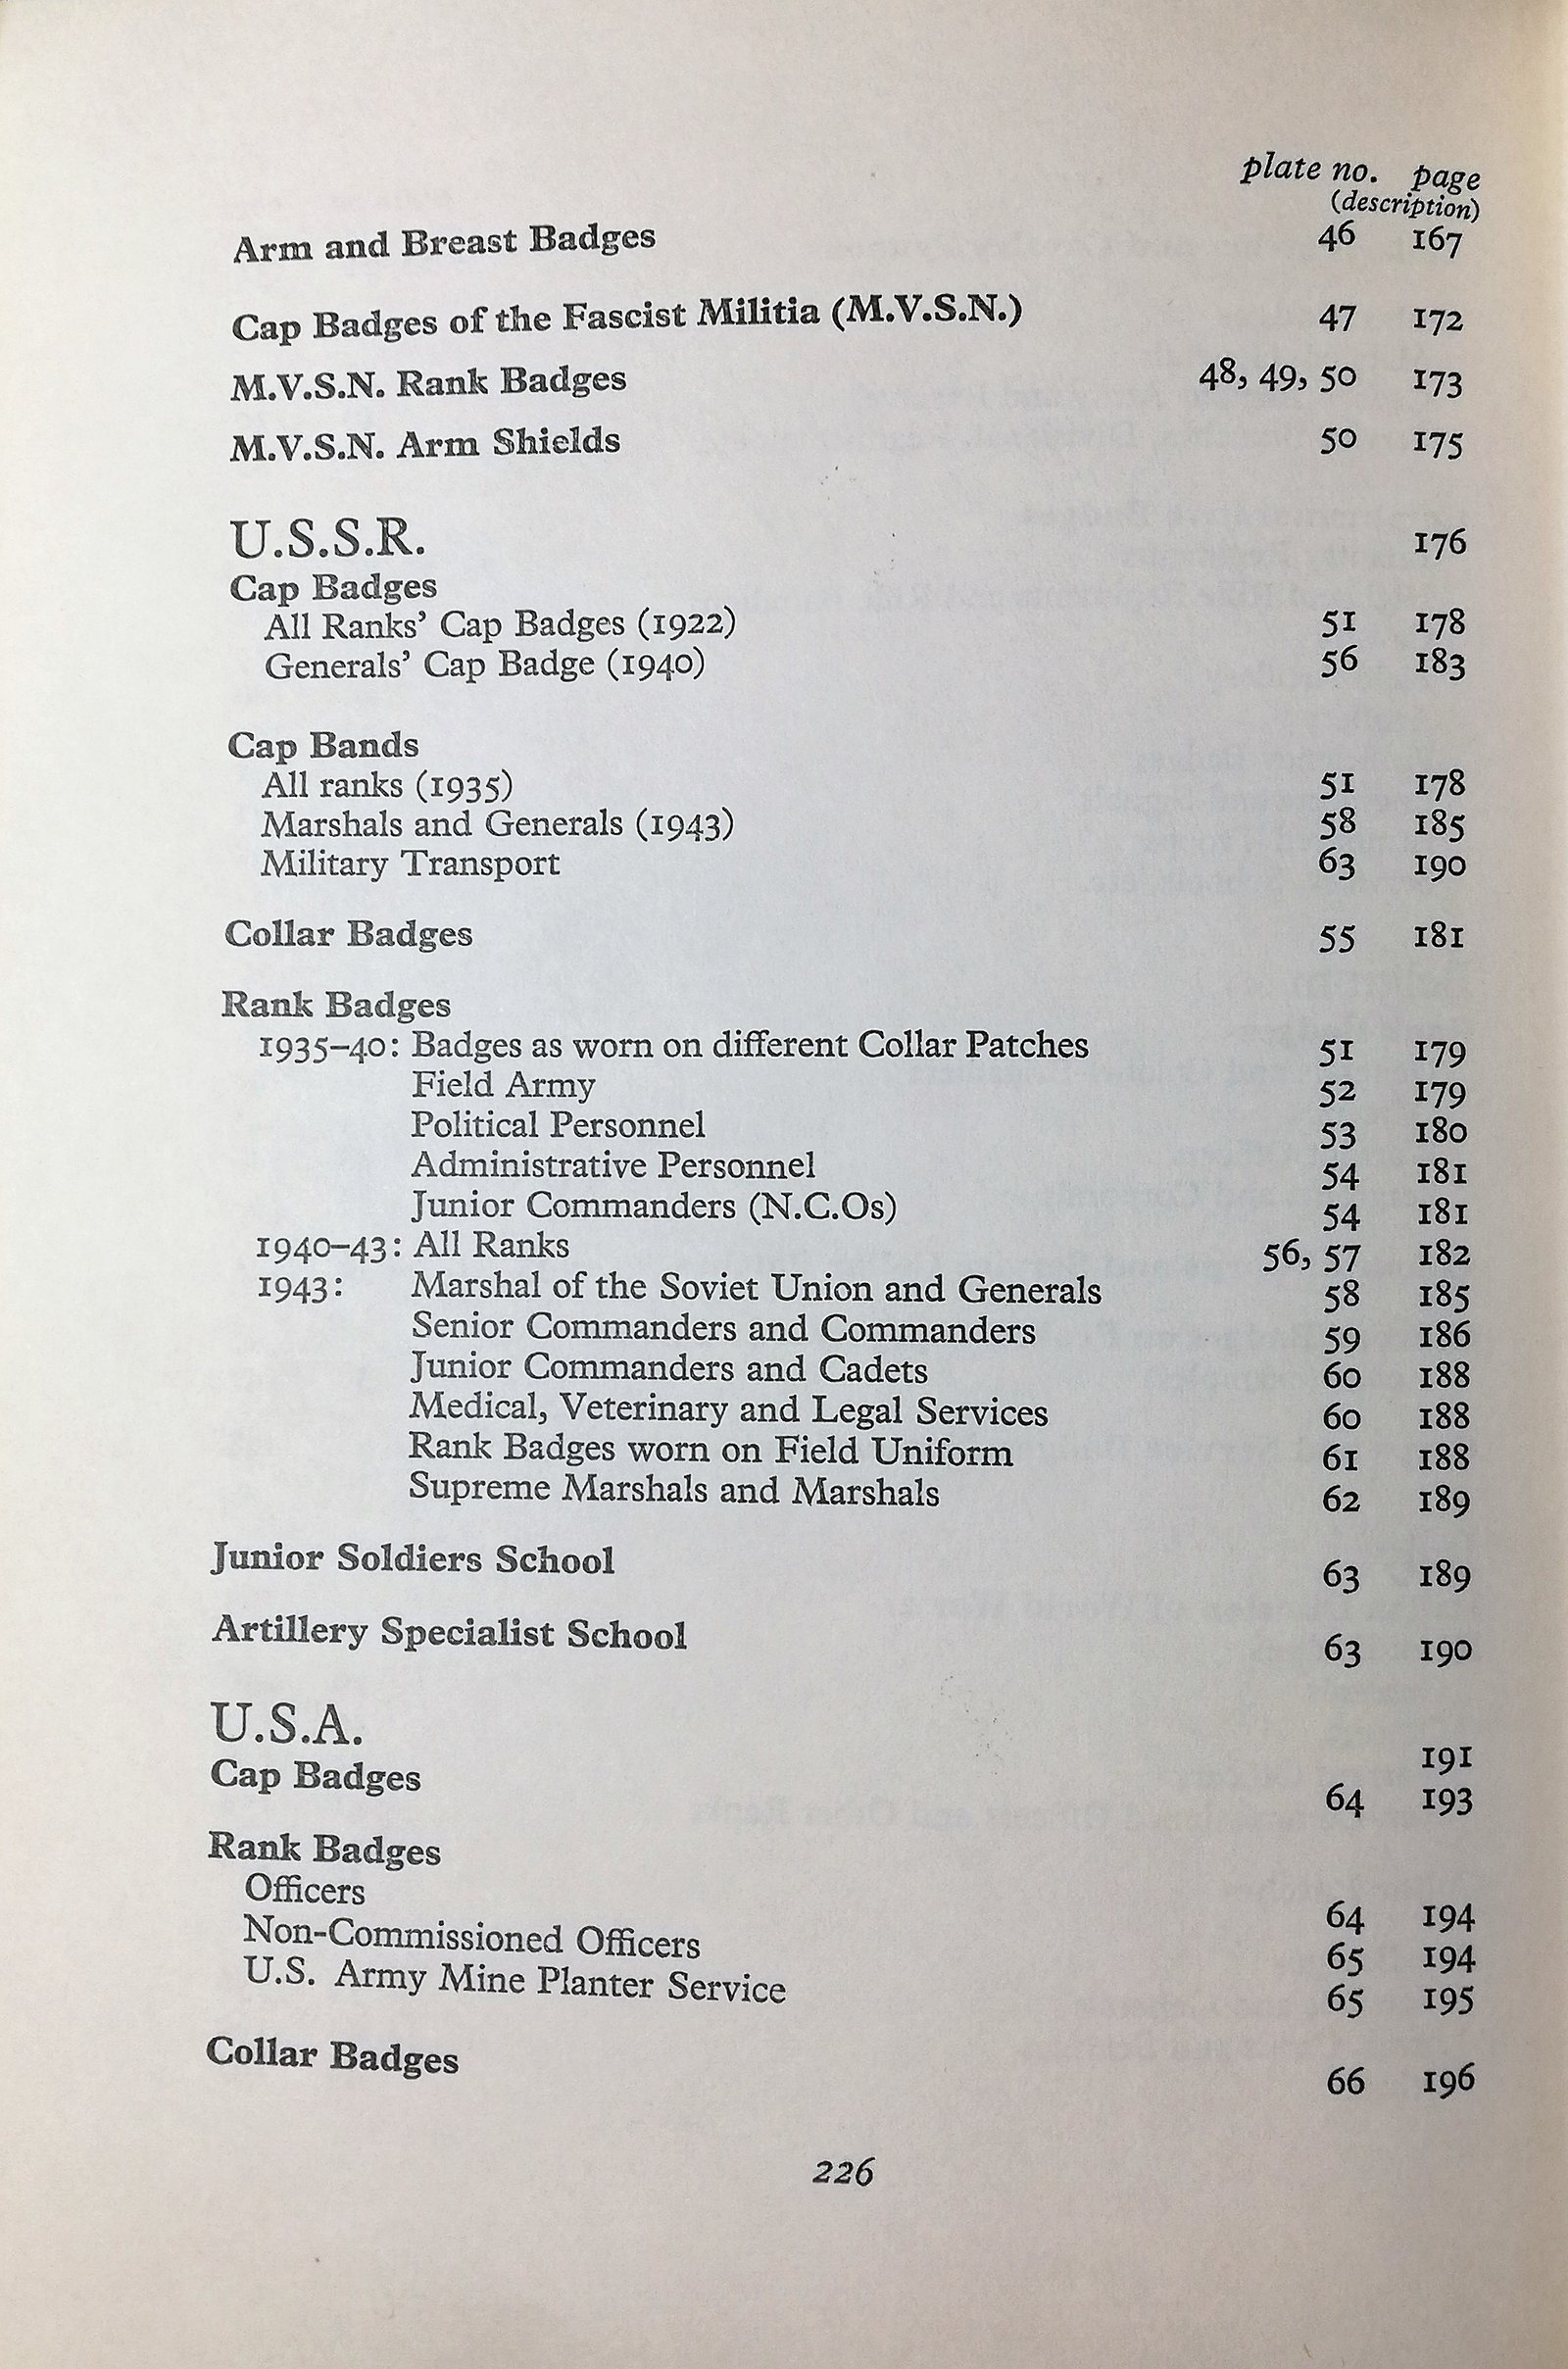 plate no. page
(description)
Arm and Breast Badges 46 167
Cap Badges of the Fascist Militia (M.V.S.N.) 47 172
M.V.S.N. Rank Badges 48, 49, 50 173
M.V.S.N. Arm Shields 50 175
U.S.S.R. 176
Cap Badges
All Ranks’ Cap Badges (1922) 51 178
Generals’ Cap Badge (1940) 56 183
Cap Bands
All ranks (1935) 51 178
Marshals and Generals (1943) 58 185
Military Transport 63 190
Collar Badges 55 181
Rank Badges
1935–40: Badges as worn on different Collar Patches 51 179
Field Army 52 179
Political Personnel 53 180
Administrative Personnel 54 181
Junior Commanders (N.C.Os) 54 181
1940–43: All Ranks 56, 57 182
1943: Marshal of the Soviet Union and Generals 58 185
Senior Commanders and Commanders 59 186
Junior Commanders and Cadets 60 188
Medical, Veterinary and Legal Services 60 188
Rank Badges worn on Field Uniform 61 188
Supreme Marshals and Marshals 62 189
Junior Soldiers School 63 189
Artillery Specialist School 63 190
U.S.A. 191
Cap Badges 64 193
Rank Badges
Officers 64 194
Non-Commissioned Officers 65 194
U.S. Army Mine Planter Service 65 195
Collar Badges 66 196
226